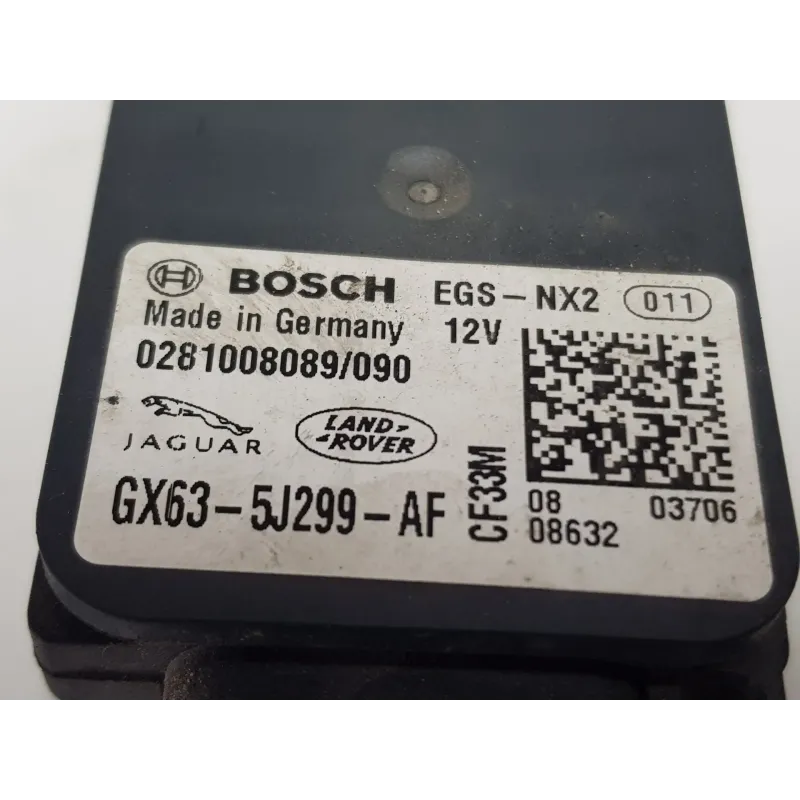 BOSCH EGS-NX2 011
Made in Germany 12V
0281008089/090
JAGUAR LAND ROVER
GX63-5J299-AF
CF33M
08 03706
08632